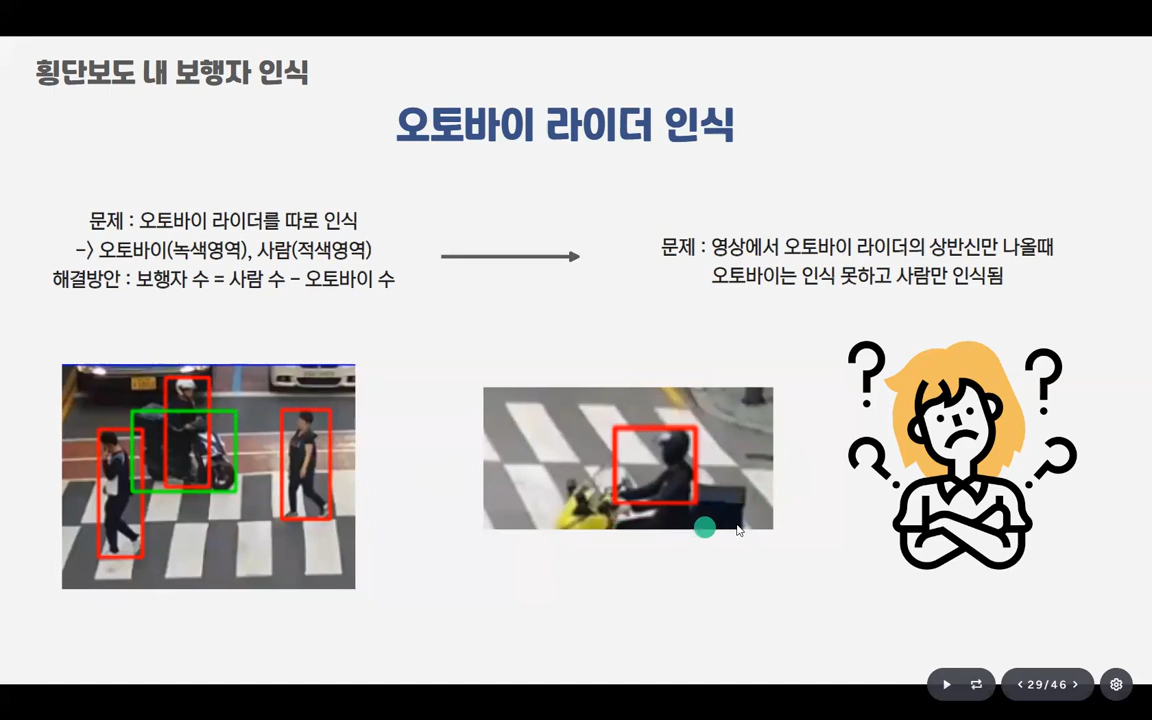 횡단보도 내 보행자 인식
오토바이 라이더 인식
문제 : 오토바이 라이더를 따로 인식
-> 오토바이(녹색영역), 사람(적색영역)
해결방안 : 보행자 수 = 사람 수 - 오토바이 수
문제 : 영상에서 오토바이 라이더의 상반신만 나올때
오토바이는 인식 못하고 사람만 인식됨
? ?
? ?
29/46